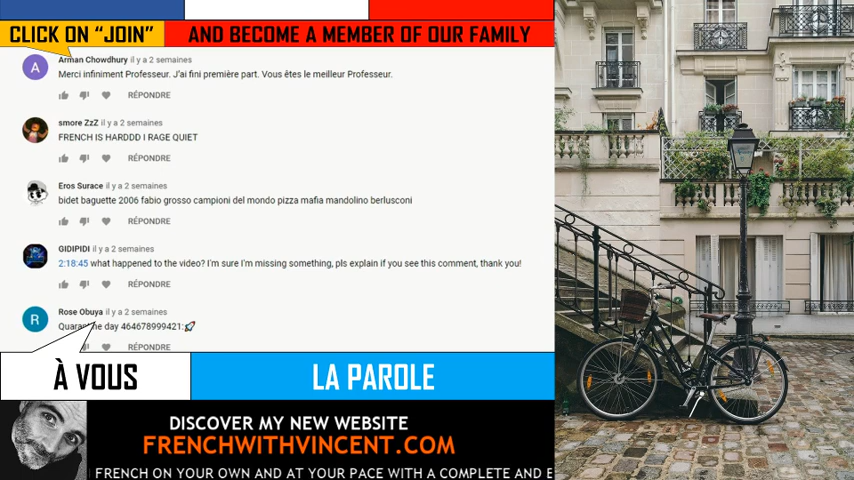 CLICK ON “JOIN”
AND BECOME A MEMBER OF OUR FAMILY
A
Arman Chowdhury il y a 2 semaines
Merci infiniment Professeur. J'ai fini première part. Vous êtes le meilleur Professeur.
RÉPONDRE
smore ZzZ il y a 2 semaines
FRENCH IS HARDDD I RAGE QUIET
RÉPONDRE
Eros Surace il y a 2 semaines
bidet baguette 2006 fabio grosso campioni del mondo pizza mafia mandolino berlusconi
RÉPONDRE
GIDIPIDI il y a 2 semaines
2:18:45 what happened to the video? I'm sure I'm missing something, pls explain if you see this comment, thank you!
RÉPONDRE
R
Rose Obuya il y a 2 semaines
day 464678999421:🚀
RÉPONDRE
À VOUS
LA PAROLE
DISCOVER MY NEW WEBSITE
FRENCHWITHVINCENT.COM
FRENCH ON YOUR OWN AND AT YOUR PACE WITH A COMPLETE AND E